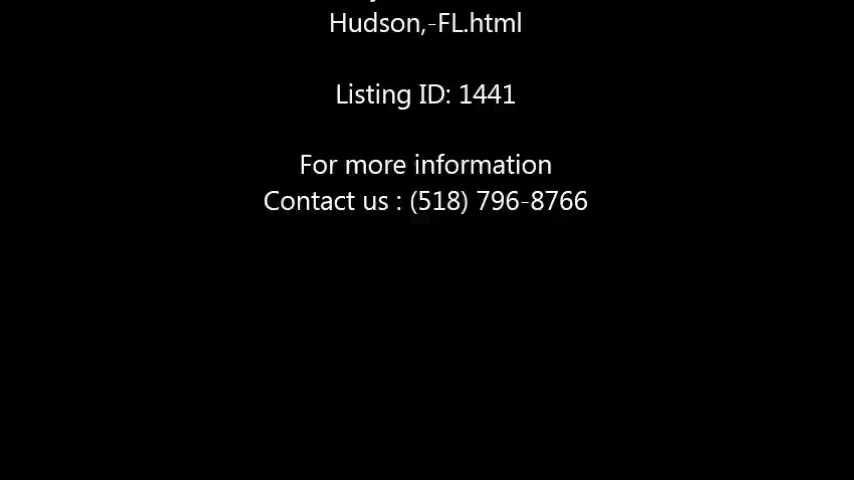 Hudson,-FL.html
Listing ID: 1441
For more information
Contact us : (518) 796-8766